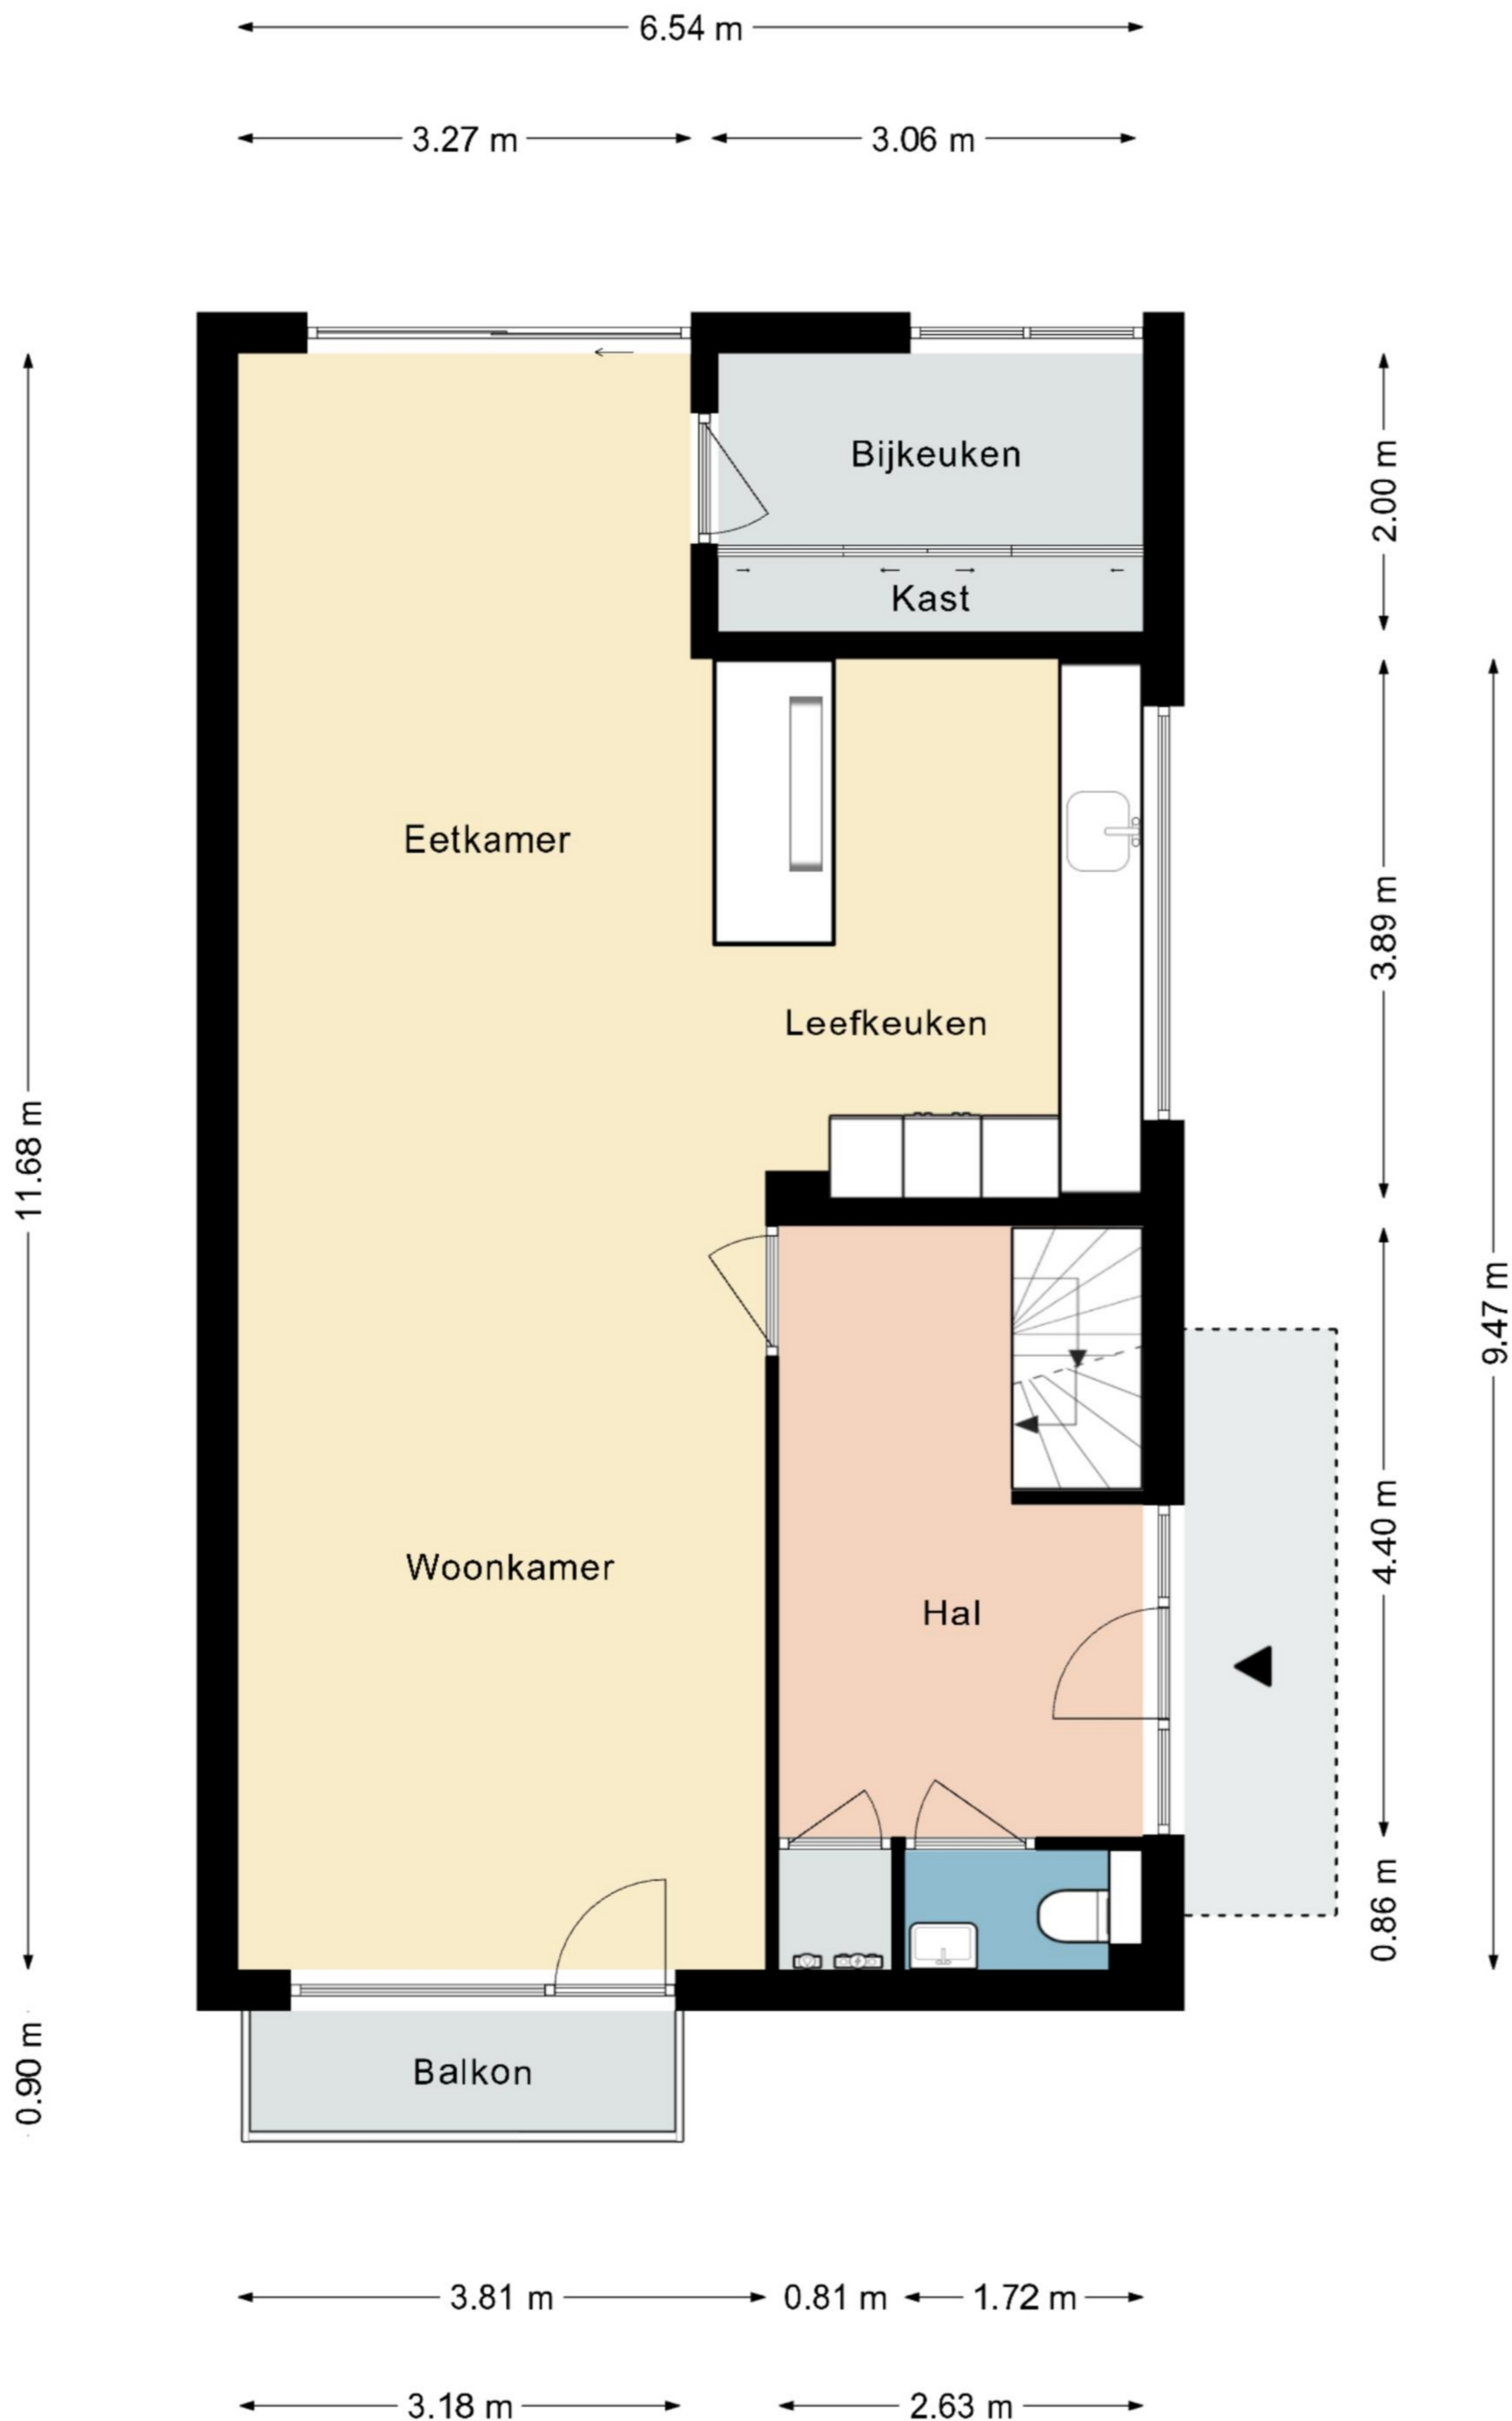 6.54 m
3.27 m
3.06 m
Bijkeuken
2.00 m
Kast
Eetkamer
3.89 m
Leefkeuken
11.68 m
9.47 m
4.40 m
Woonkamer
Hal
0.86 m
Balkon
0.90 m
3.81 m
0.81 m
1.72 m
3.18 m
2.63 m